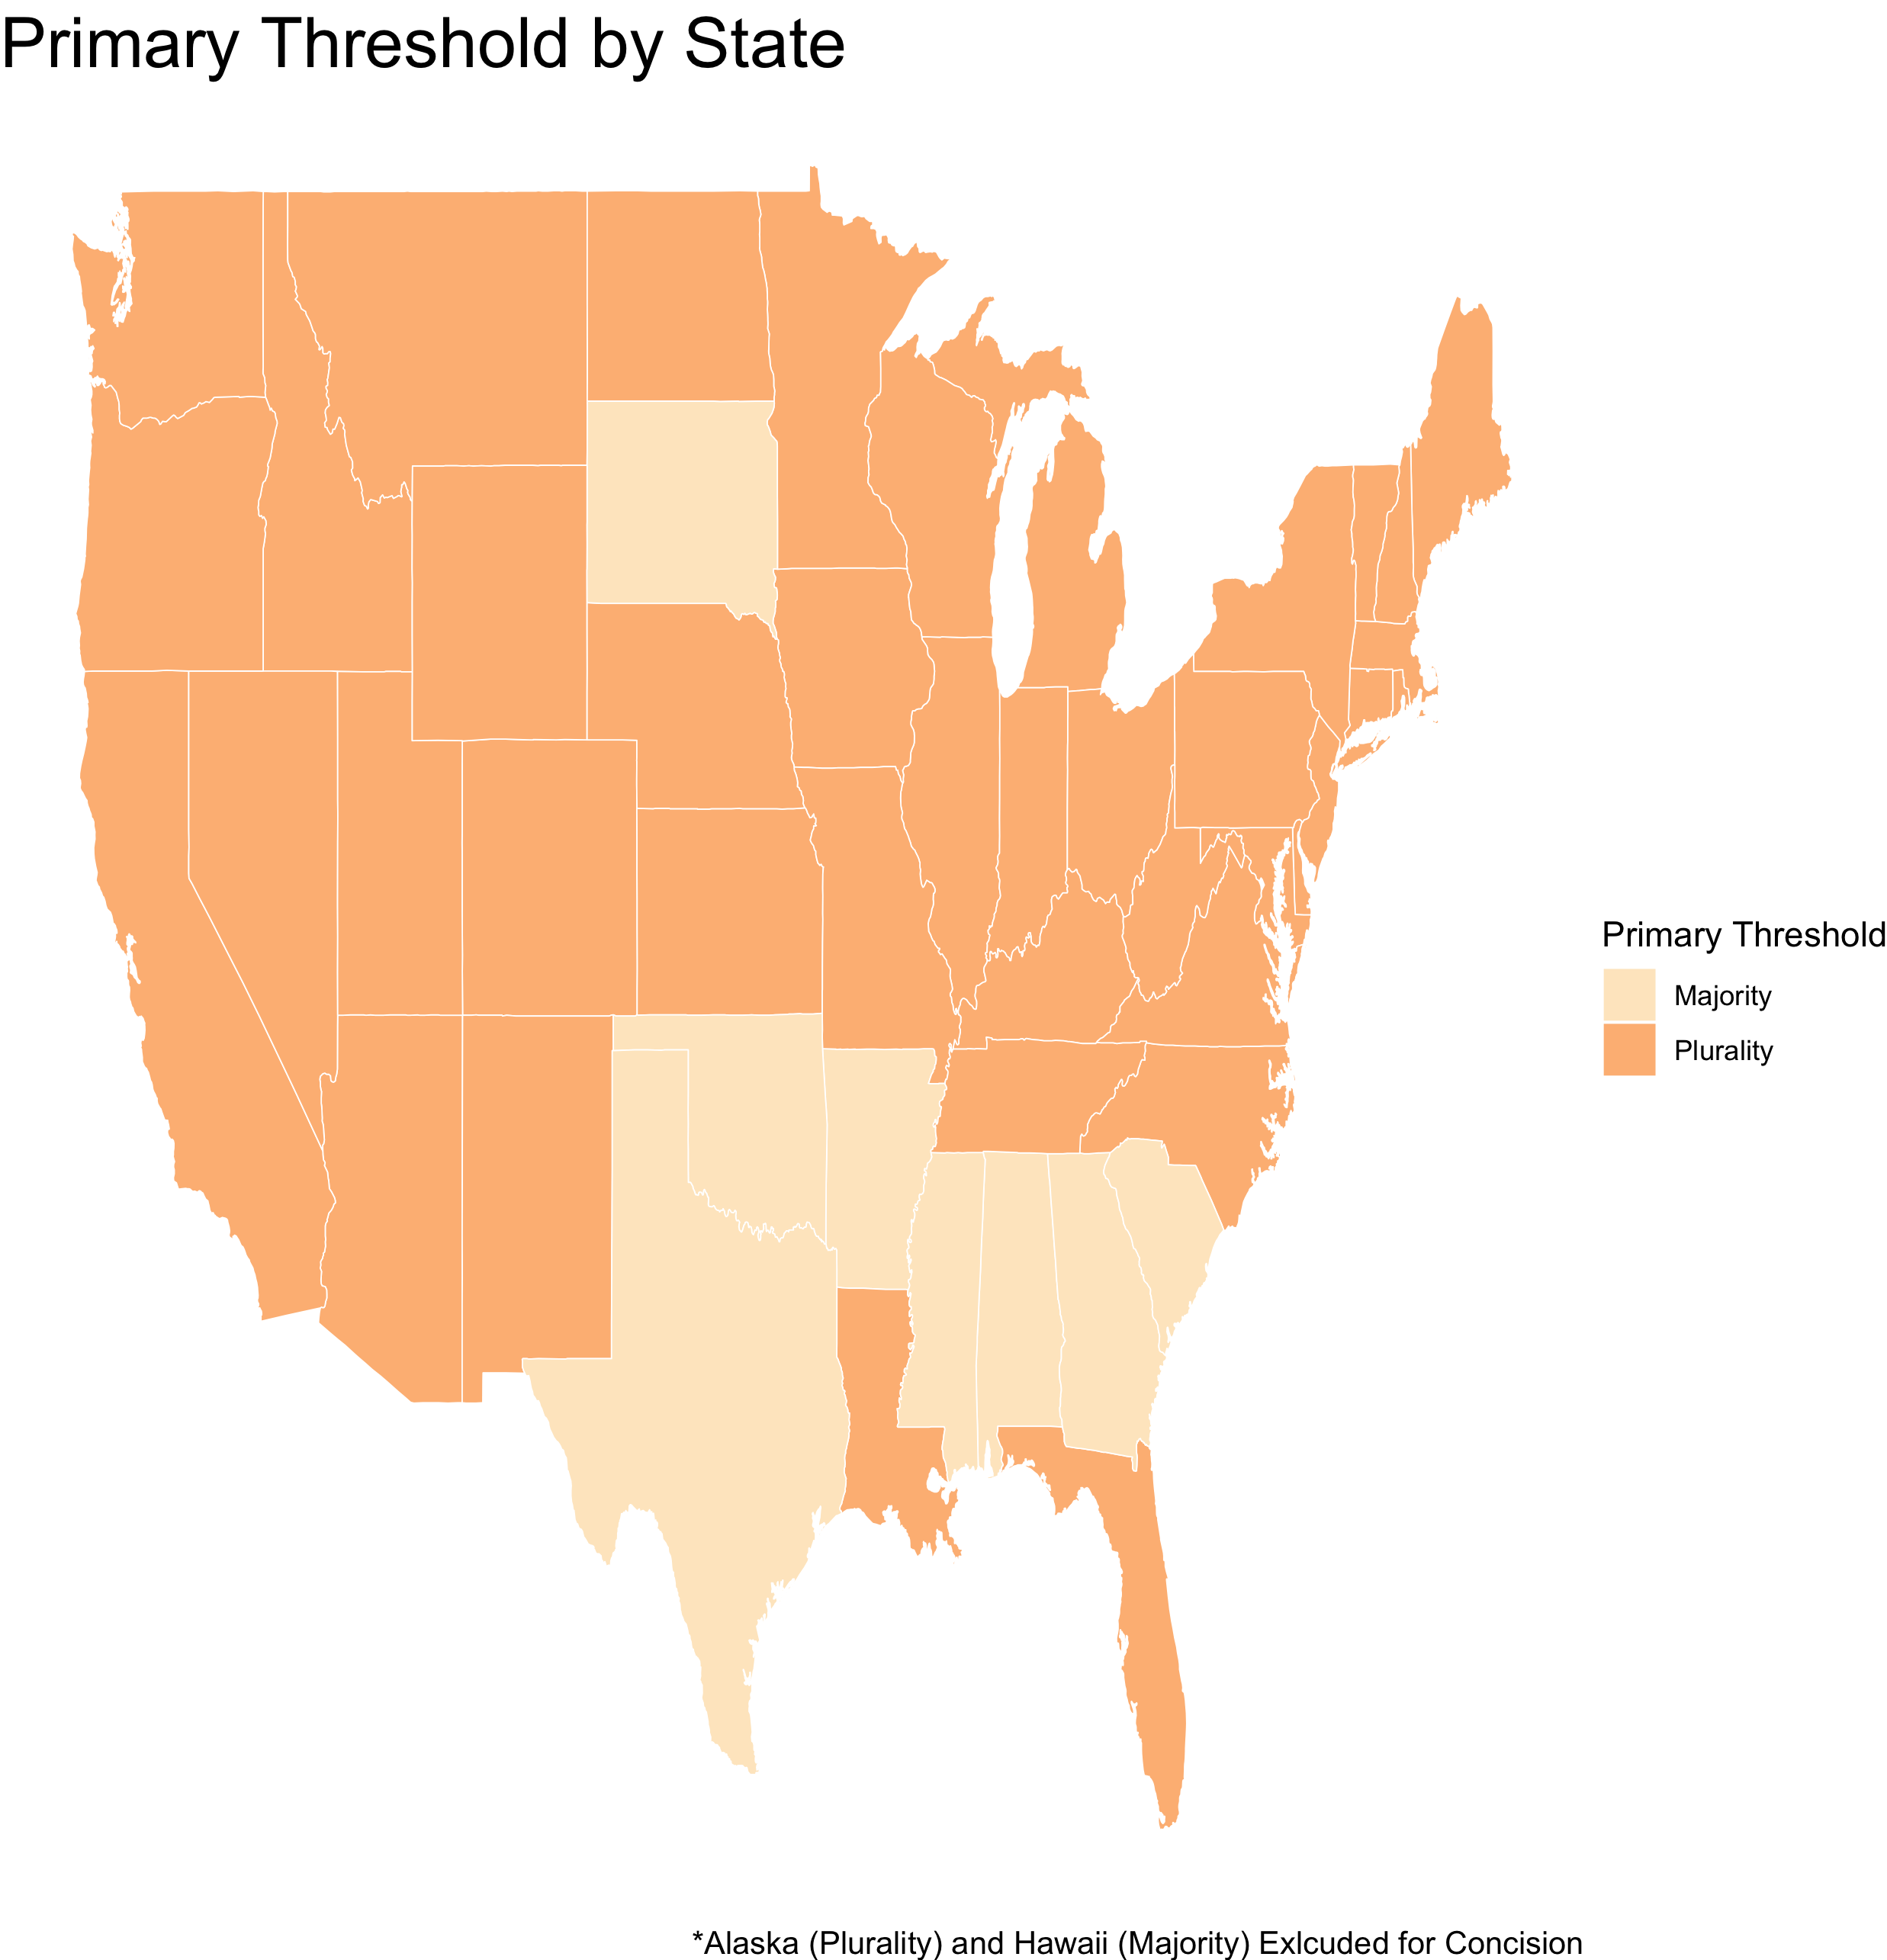 Primary Threshold by State
Primary Threshold
Majority
Plurality
*Alaska (Plurality) and Hawaii (Majority) Exlcuded for Concision